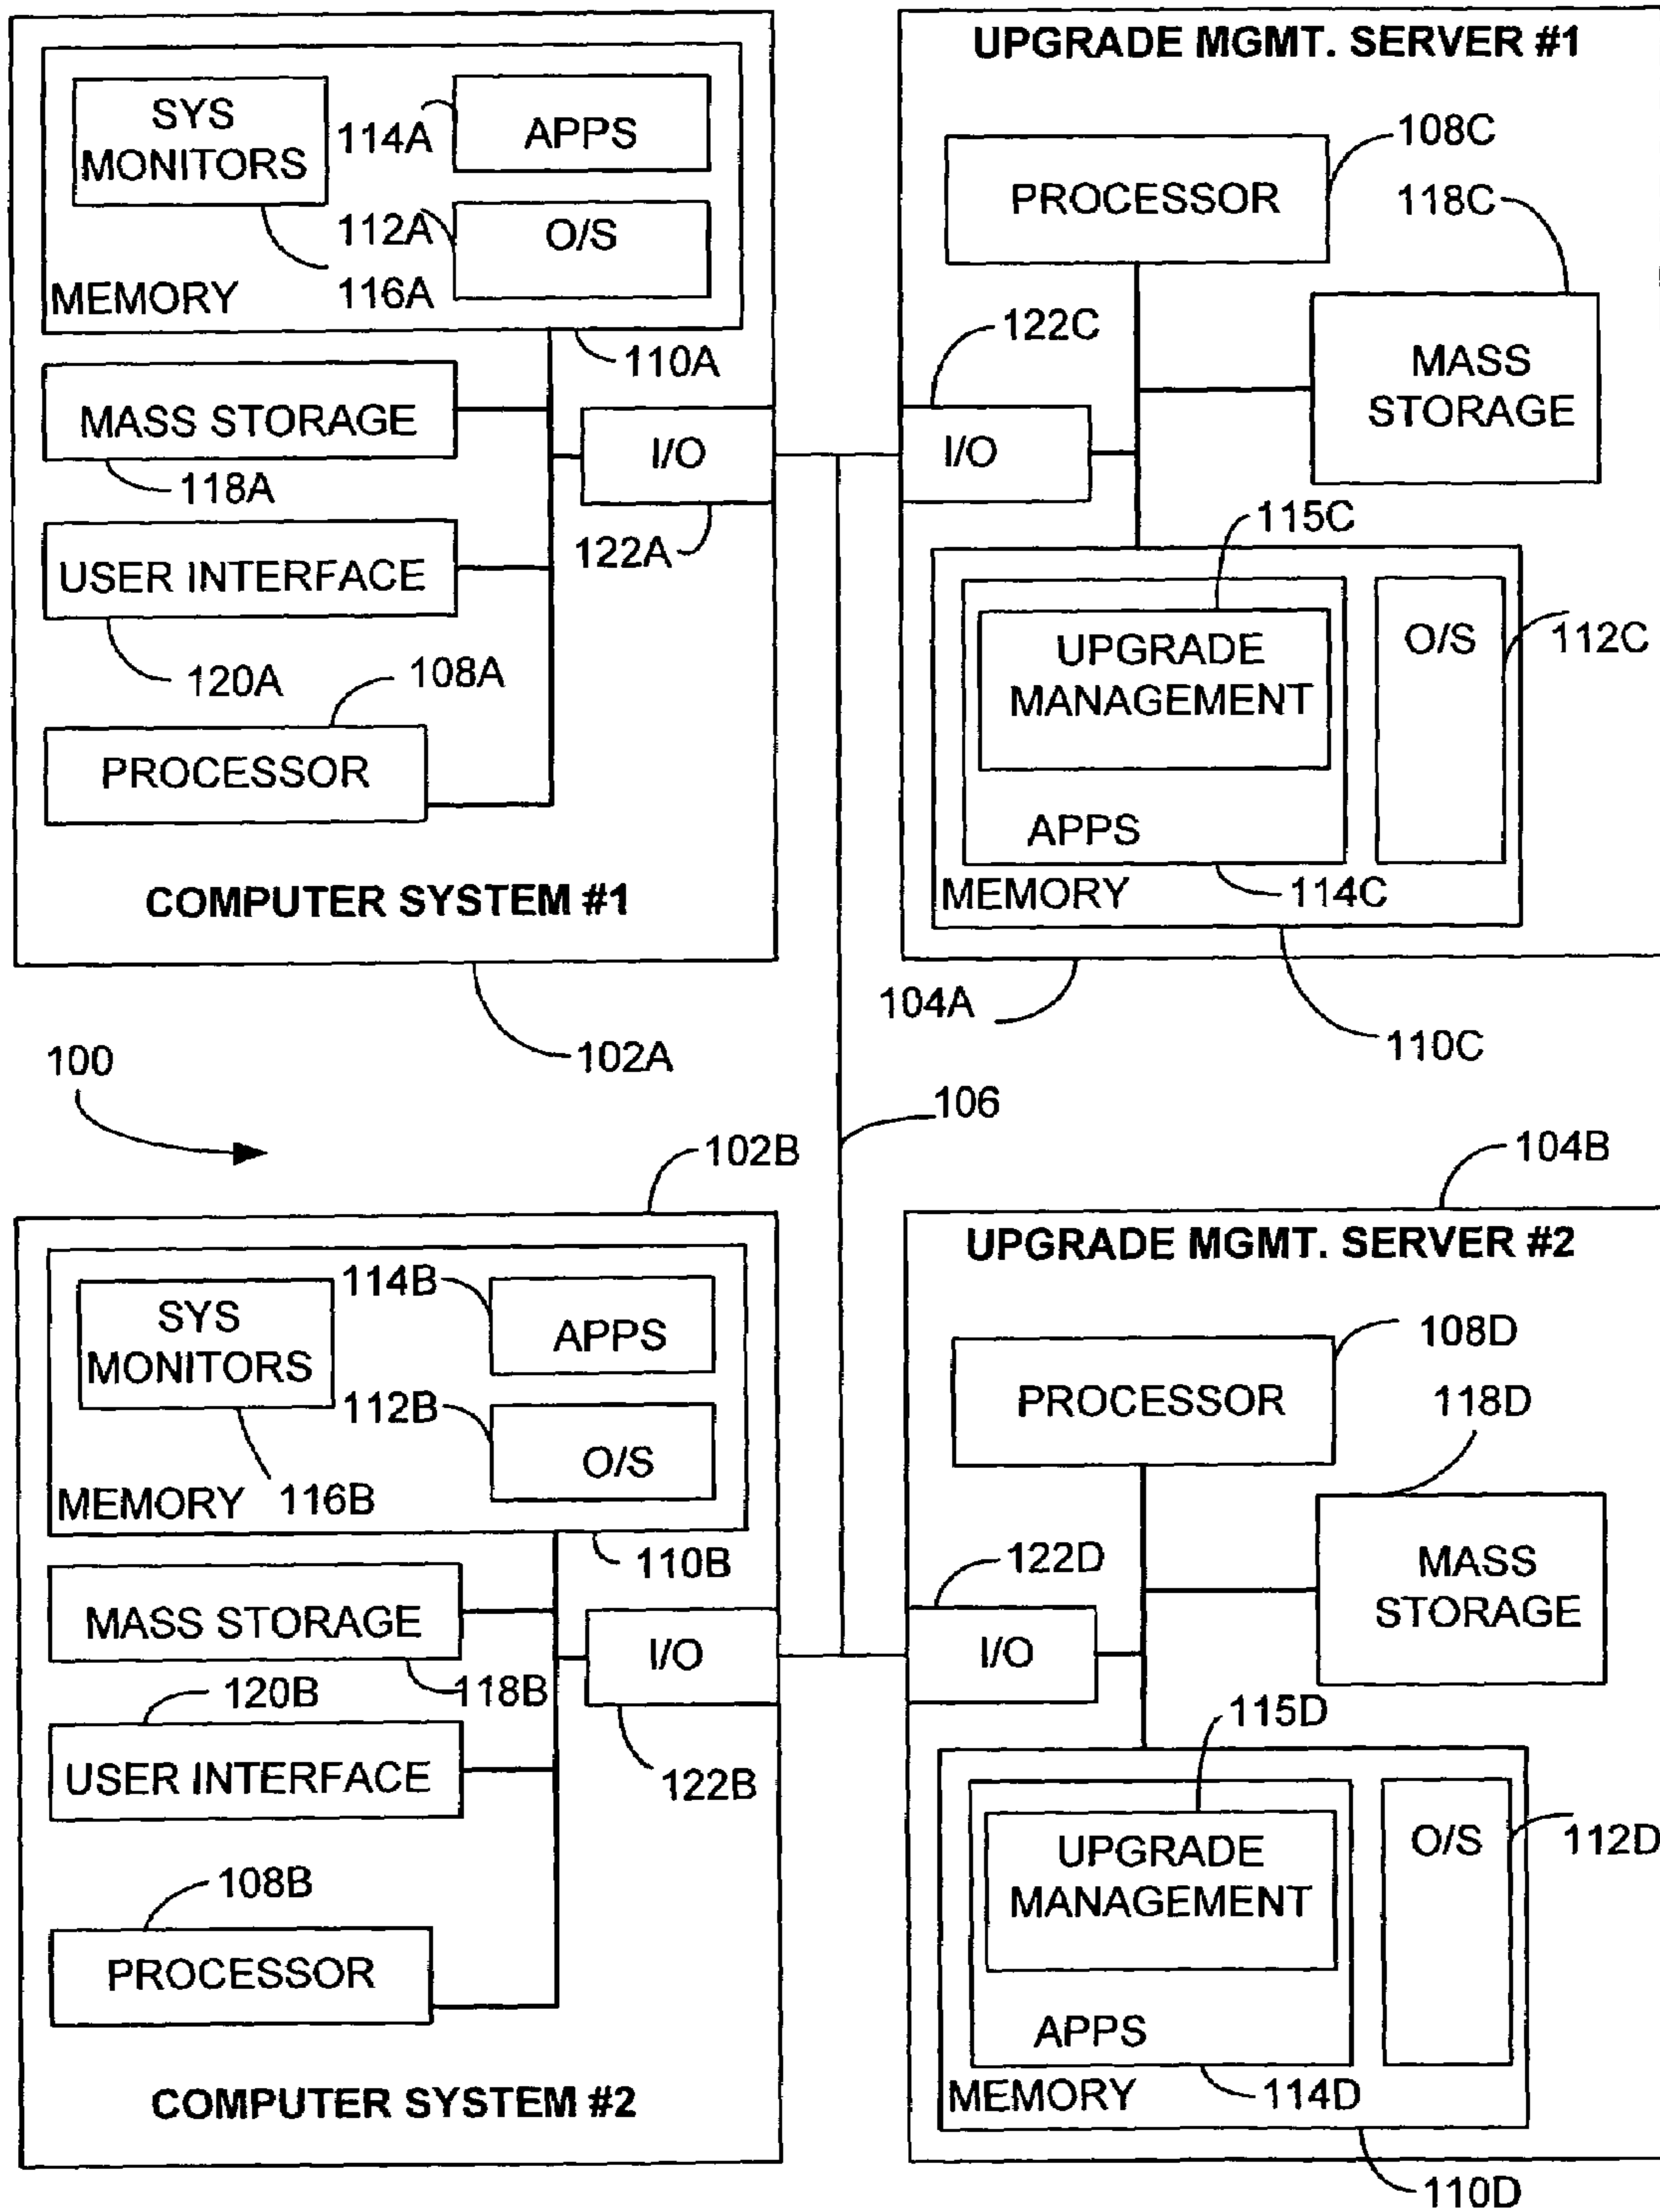 SYS
MONITORS
114A
APPS
112A
O/S
MEMORY
116A
110A
MASS STORAGE
118A
I/O
122A
USER INTERFACE
120A
108A
PROCESSOR
COMPUTER SYSTEM #1
102A
UPGRADE MGMT. SERVER #1
108C
PROCESSOR
118C
122C
MASS
STORAGE
I/O
115C
UPGRADE
MANAGEMENT
O/S
112C
APPS
MEMORY
114C
104A
110C
100
106
102B
SYS
MONITORS
114B
APPS
112B
O/S
MEMORY
116B
110B
MASS STORAGE
118B
I/O
120B
122B
USER INTERFACE
108B
PROCESSOR
COMPUTER SYSTEM #2
104B
UPGRADE MGMT. SERVER #2
108D
PROCESSOR
118D
122D
MASS
STORAGE
I/O
115D
UPGRADE
MANAGEMENT
O/S
112D
APPS
MEMORY
114D
110D